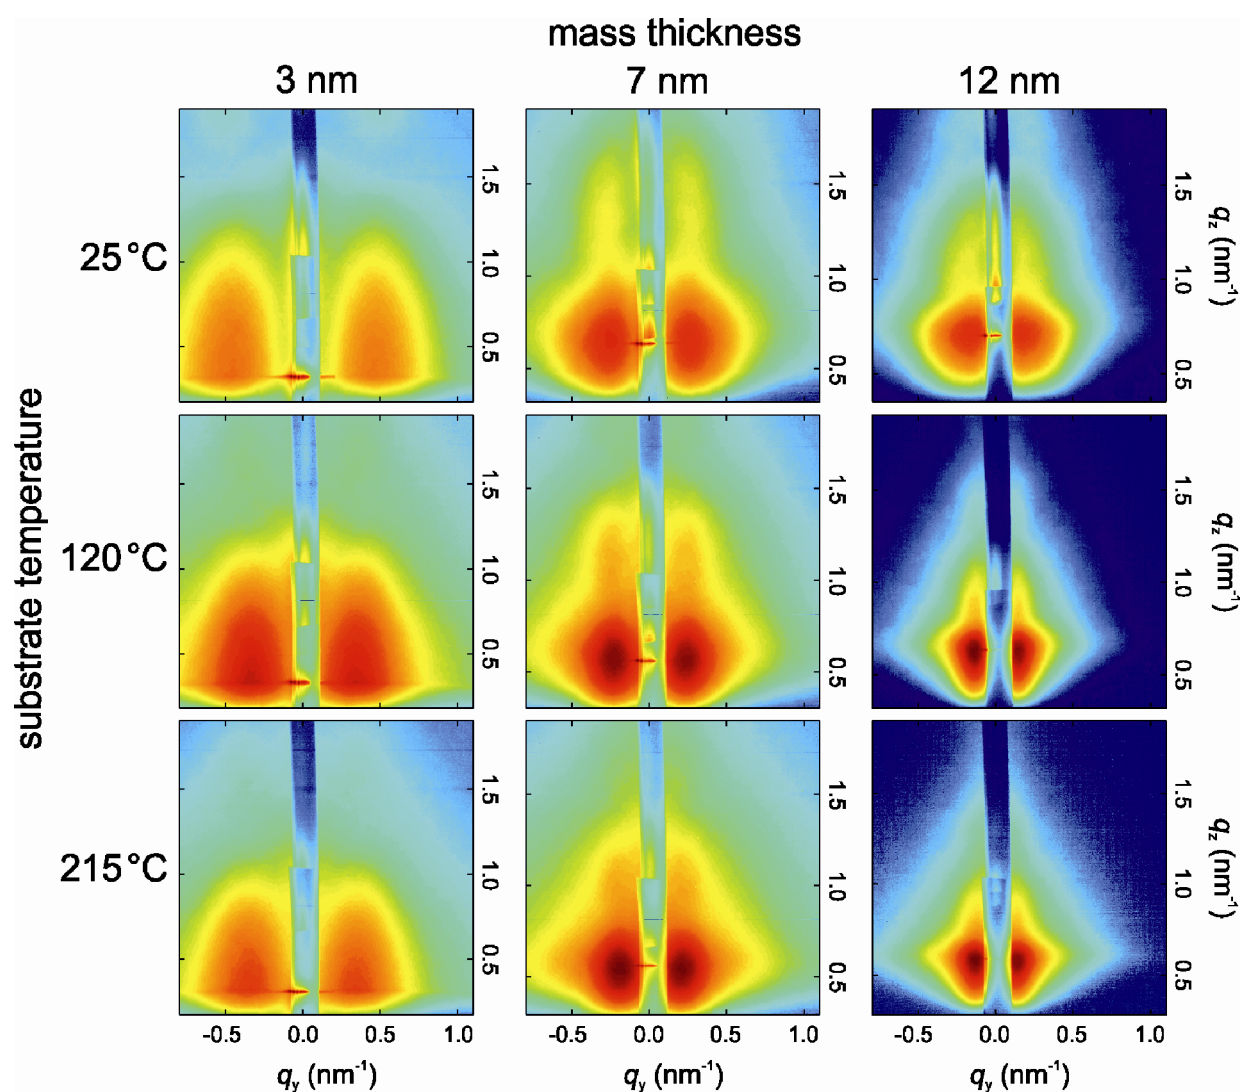 mass thickness
3 nm 7 nm 12 nm
substrate temperature
25 °C
1.5 1.0 0.5
1.5 1.0 0.5
1.5 1.0 0.5
qz (nm-1)
120 °C
1.5 1.0 0.5
1.5 1.0 0.5
1.5 1.0 0.5
qz (nm-1)
215 °C
1.5 1.0 0.5
1.5 1.0 0.5
1.5 1.0 0.5
qz (nm-1)
-0.5 0.0 0.5 1.0
-0.5 0.0 0.5 1.0
-0.5 0.0 0.5 1.0
qy (nm-1) qy (nm-1) qy (nm-1)